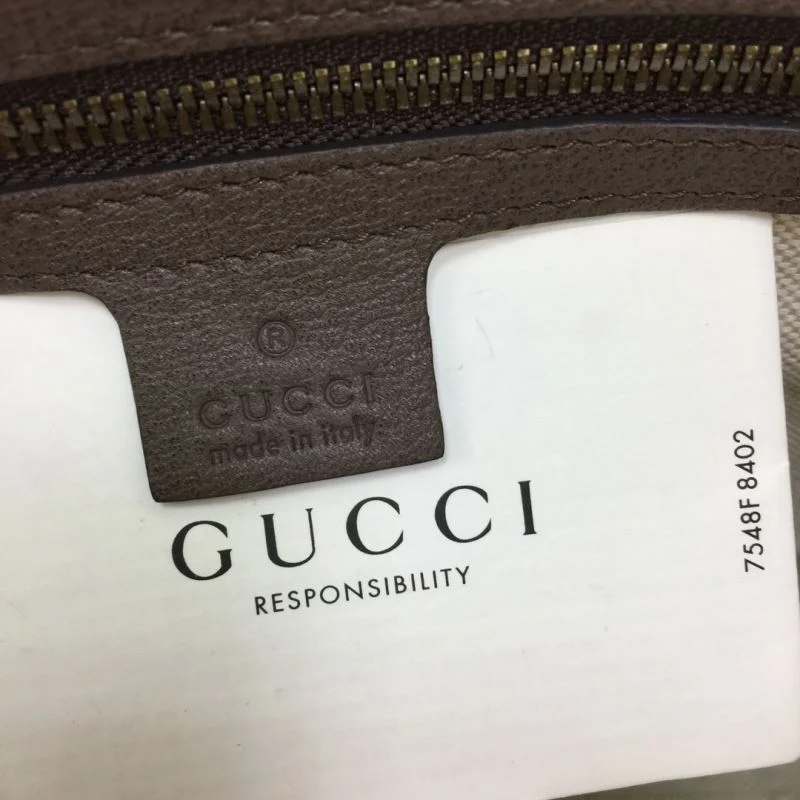 ®
GUCCI
made in italy
GUCCI
RESPONSIBILITY
7548F 8402